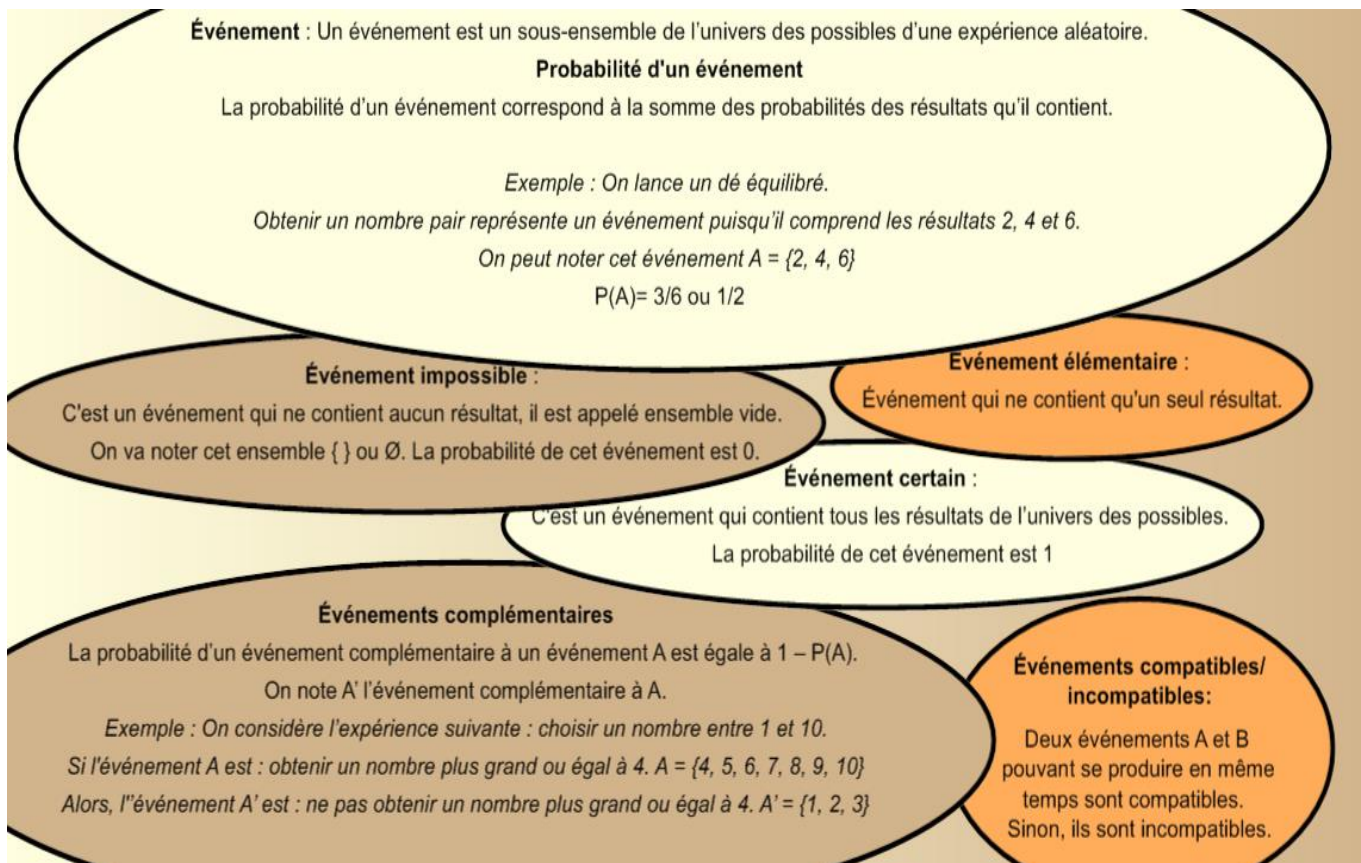 Événement : Un événement est un sous-ensemble de l'univers des possibles d'une expérience aléatoire.
Probabilité d'un événement
La probabilité d'un événement correspond à la somme des probabilités des résultats qu'il contient.
Exemple : On lance un dé équilibré.
Obtenir un nombre pair représente un événement puisqu'il comprend les résultats 2, 4 et 6.
On peut noter cet événement A = {2, 4, 6}
P(A)= 3/6 ou 1/2
Événement impossible :
C'est un événement qui ne contient aucun résultat, il est appelé ensemble vide.
On va noter cet ensemble { } ou Ø. La probabilité de cet événement est 0.
Événement élémentaire :
Événement qui ne contient qu'un seul résultat.
Événement certain :
C'est un événement qui contient tous les résultats de l'univers des possibles.
La probabilité de cet événement est 1
Événements complémentaires
La probabilité d'un événement complémentaire à un événement A est égale à 1 – P(A).
On note A' l'événement complémentaire à A.
Exemple : On considère l'expérience suivante : choisir un nombre entre 1 et 10.
Si l'événement A est : obtenir un nombre plus grand ou égal à 4. A = {4, 5, 6, 7, 8, 9, 10}
Alors, l''événement A' est : ne pas obtenir un nombre plus grand ou égal à 4. A' = {1, 2, 3}
Événements compatibles/
incompatibles:
Deux événements A et B
pouvant se produire en même
temps sont compatibles.
Sinon, ils sont incompatibles.